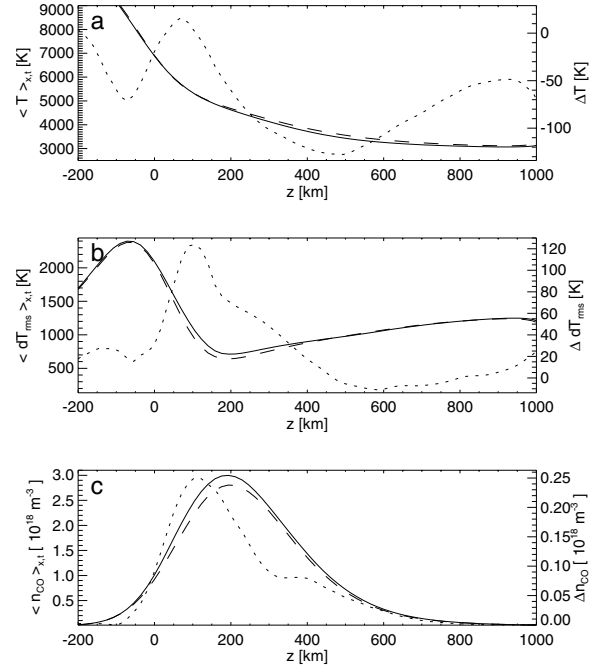 a
9000
8000
7000
6000
5000
4000
3000
< T >x,t [K]
0
-50
-100
ΔT [K]
-200 0 200 400 600 800 1000
z [km]
b
2000
1500
1000
500
< dTrms >x,t [K]
120
100
80
60
40
20
0
Δ dTrms [K]
-200 0 200 400 600 800 1000
z [km]
c
3.0
2.5
2.0
1.5
1.0
0.5
< nCO >x,t [ 10^18 m^-3 ]
0.25
0.20
0.15
0.10
0.05
0.00
ΔnCO [ 10^18 m^-3 ]
-200 0 200 400 600 800 1000
z [km]